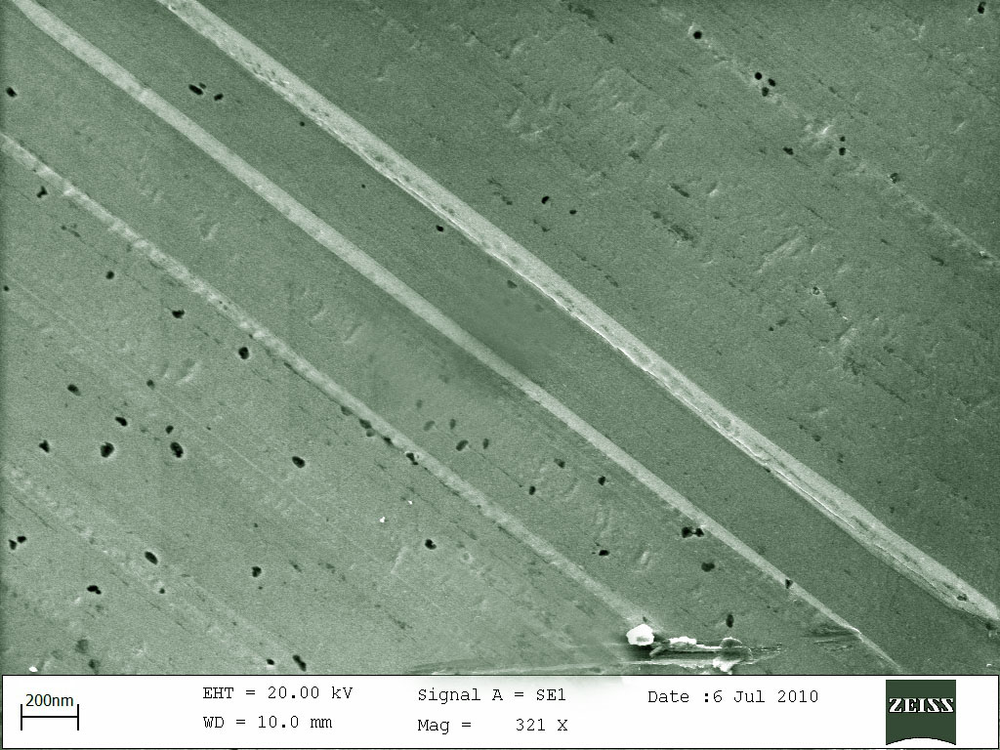 200nm
EHT = 20.00 kV
Signal A = SE1
Date :6 Jul 2010
WD = 10.0 mm
Mag = 321 X
ZEISS